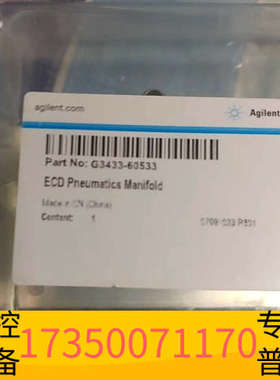 agilent.com
Agilent
Part No: G3433-60533
ECD Pneumatics Manifold
Made in CN (China)
Content: 1
控 17350071170 专
备